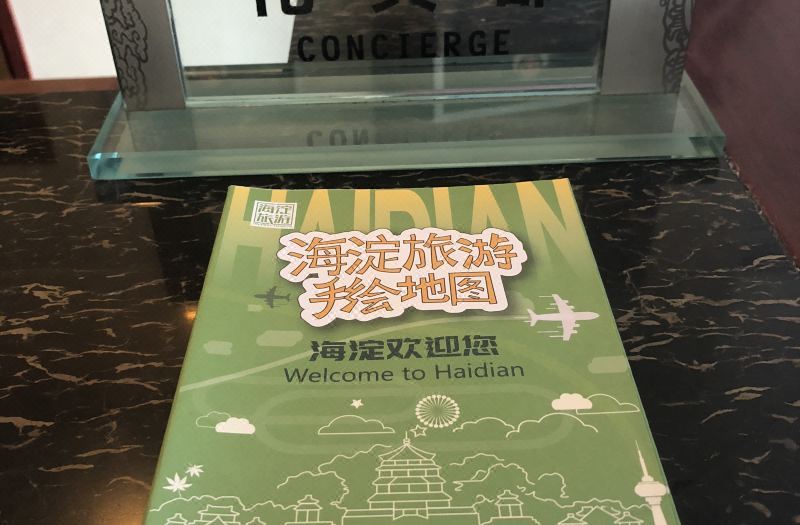 CONCIERGE
HAIDIAN
海淀
旅游
海淀旅游
手绘地图
海淀欢迎您
Welcome to Haidian